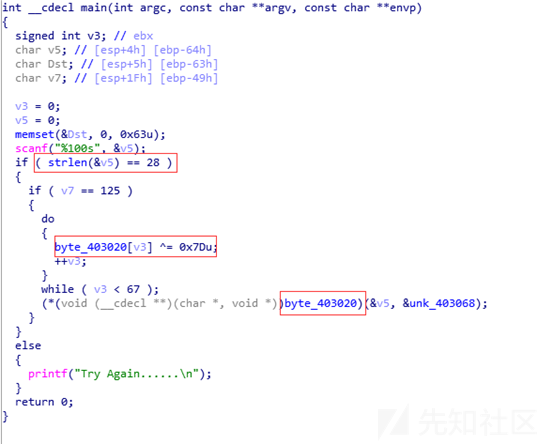 int __cdecl main(int argc, const char **argv, const char **envp)
{
  signed int v3; // ebx
  char v5; // [esp+4h] [ebp-64h]
  char Dst; // [esp+5h] [ebp-63h]
  char v7; // [esp+1Fh] [ebp-49h]

  v3 = 0;
  v5 = 0;
  memset(&Dst, 0, 0x63u);
  scanf("%100s", &v5);
  if ( strlen(&v5) == 28 )
  {
    if ( v7 == 125 )
    {
      do
      {
        byte_403020[v3] ^= 0x7Du;
        ++v3;
      }
      while ( v3 < 67 );
      (*(void (__cdecl **)(char *, void *))byte_403020)(&v5, &unk_403068);
    }
  }
  else
  {
    printf("Try Again......\n");
  }
  return 0;
}
先知社区